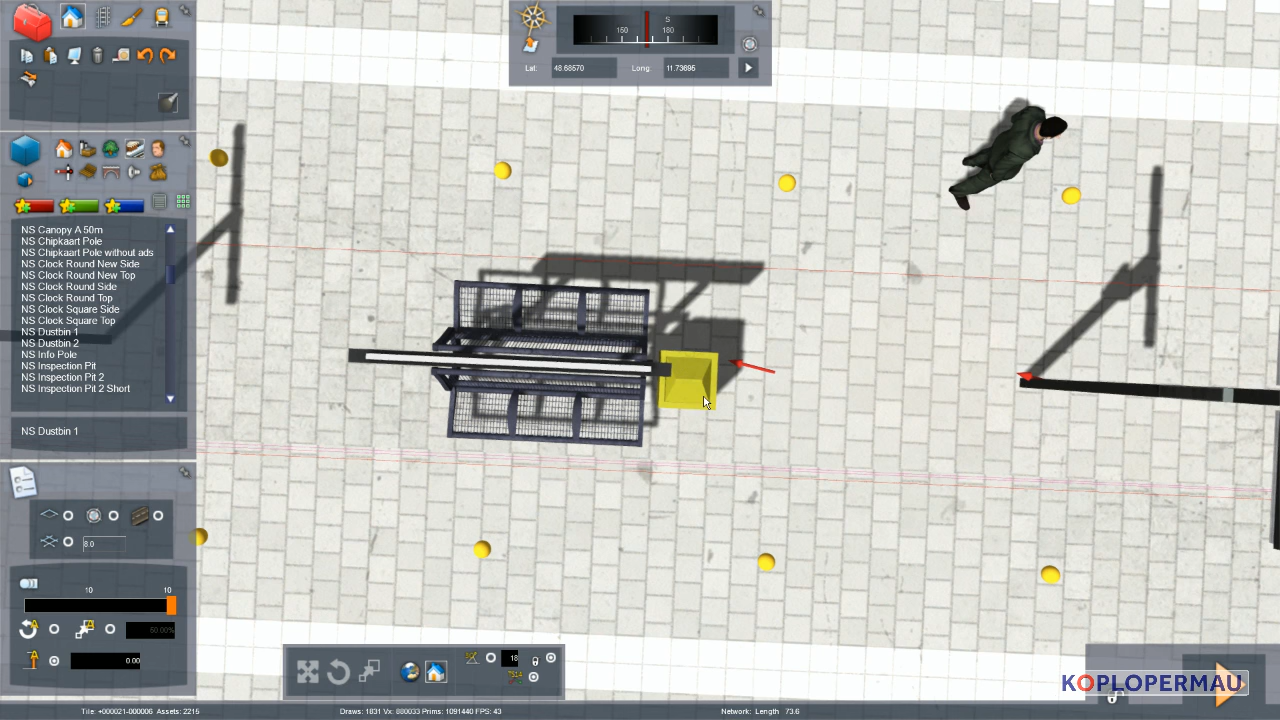 S
150
180
Lat:
48.68570
Long:
11.73695
NS Canopy A 50m
NS Chipkaart Pole
NS Chipkaart Pole without ads
NS Clock Round New Side
NS Clock Round New Top
NS Clock Round Side
NS Clock Round Top
NS Clock Square Side
NS Clock Square Top
NS Dustbin 1
NS Dustbin 2
NS Info Pole
NS Inspection Pit
NS Inspection Pit 2
NS Inspection Pit 2 Short
NS Dustbin 1
8.0
10
10
50.00%
0.00
18
KOPLOPERMAU
Tile: +000021-000006 Assets: 2215
Draws: 1831 Vx: 880033 Prims: 1091440 FPS: 43
Network: Length 73.6